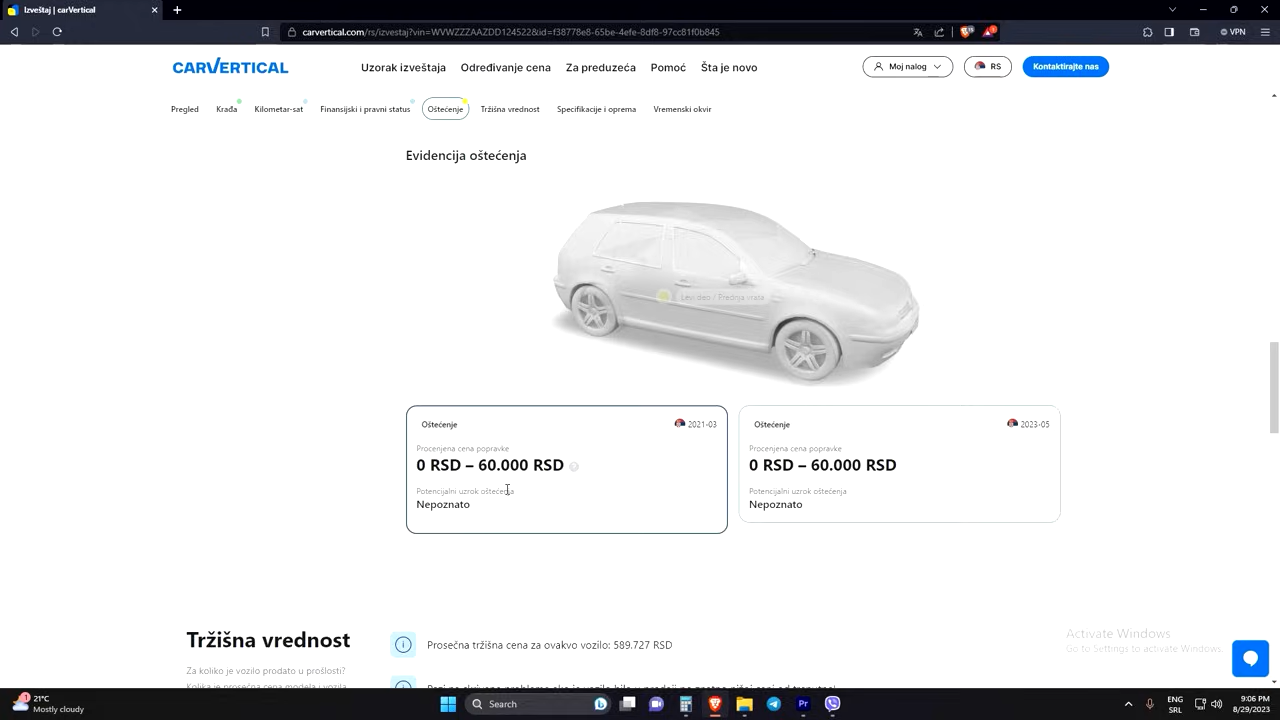 Izveštaj | carVertical
carvertical.com/rs/izvestaj?vin=WVWZZZAAZDD124522&id=f38778e8-65be-4efe-8df8-97cc81f0b845
VPN
CARVERTICAL
Uzorak izveštaja
Određivanje cena
Za preduzeća
Pomoć
Šta je novo
Moj nalog
RS
Kontaktirajte nas
Pregled
Krađa
Kilometar-sat
Finansijski i pravni status
Oštećenje
Tržišna vrednost
Specifikacije i oprema
Vremenski okvir
Evidencija oštećenja
Levi deo / Prednja vrata
Oštećenje
2021-03
Procenjena cena popravke
0 RSD – 60.000 RSD
Potencijalni uzrok oštećenja
Nepoznato
Oštećenje
2023-05
Procenjena cena popravke
0 RSD – 60.000 RSD
Potencijalni uzrok oštećenja
Nepoznato
Tržišna vrednost
Prosečna tržišna cena za ovakvo vozilo: 589.727 RSD
Za koliko je vozilo prodato u prošlosti?
Activate Windows
Go to Settings to activate Windows.
21°C
Mostly cloudy
Search
ENG
SRL
9:06 PM
8/29/2023